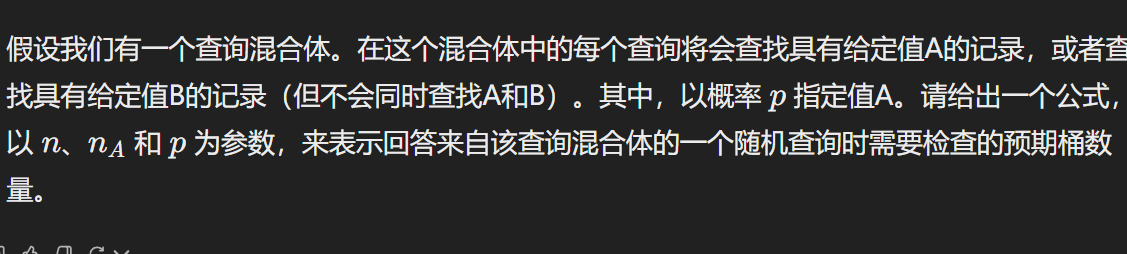 假设我们有一个查询混合体。在这个混合体中的每个查询将会查找具有给定值A的记录，或者查
找具有给定值B的记录（但不会同时查找A和B）。其中，以概率 p 指定值A。请给出一个公式，
以 n、n_A 和 p 为参数，来表示回答来自该查询混合体的一个随机查询时需要检查的预期桶数
量。